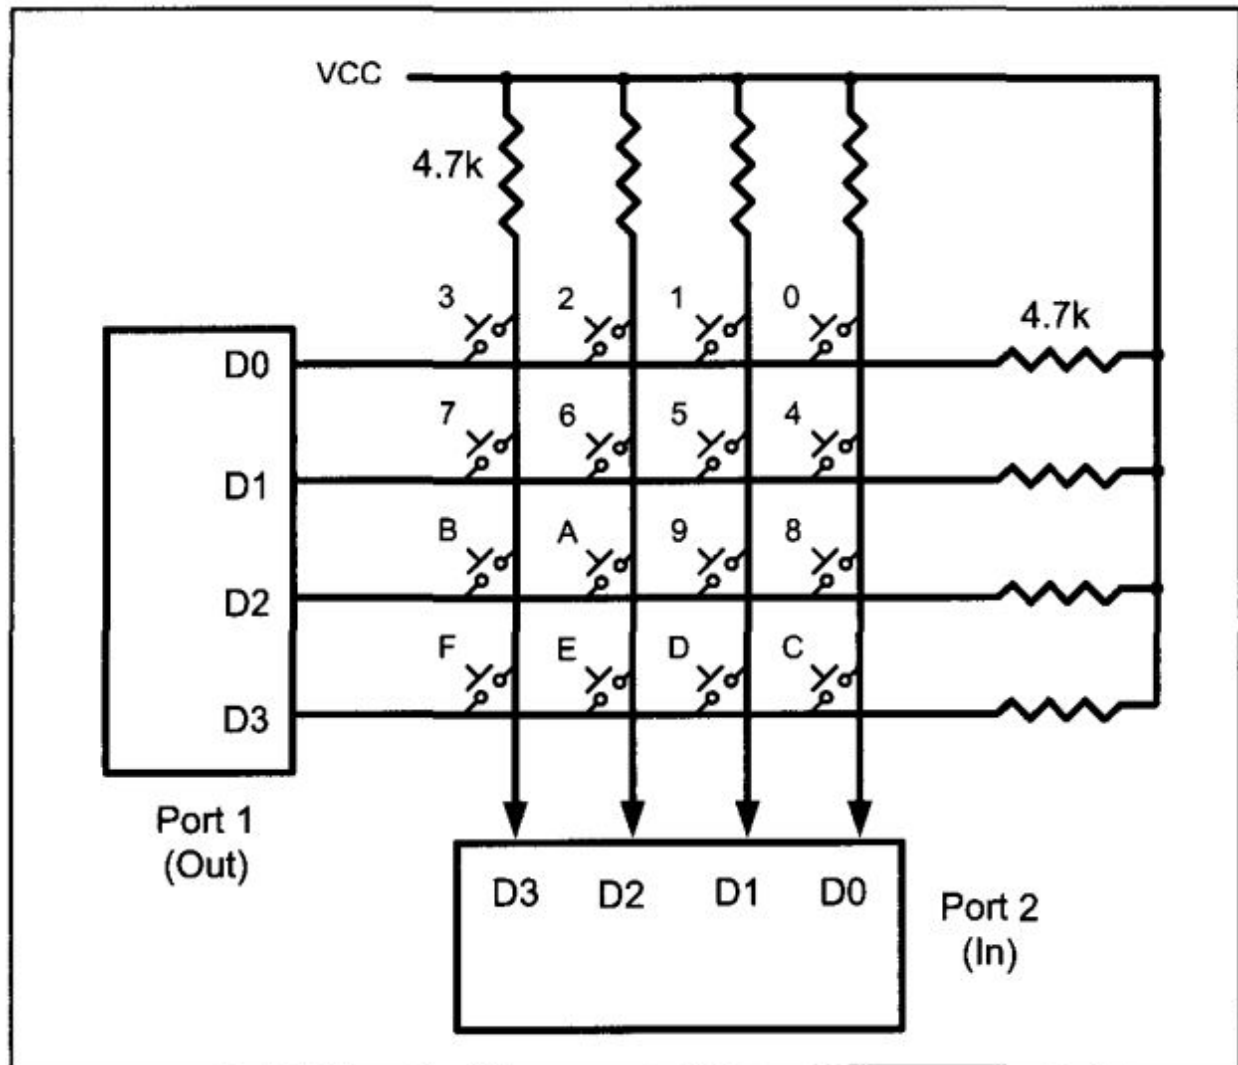 VCC
4.7k
3 2 1 0
4.7k
D0
7 6 5 4
D1
B A 9 8
D2
F E D C
D3
Port 1
(Out)
D3 D2 D1 D0
Port 2
(In)